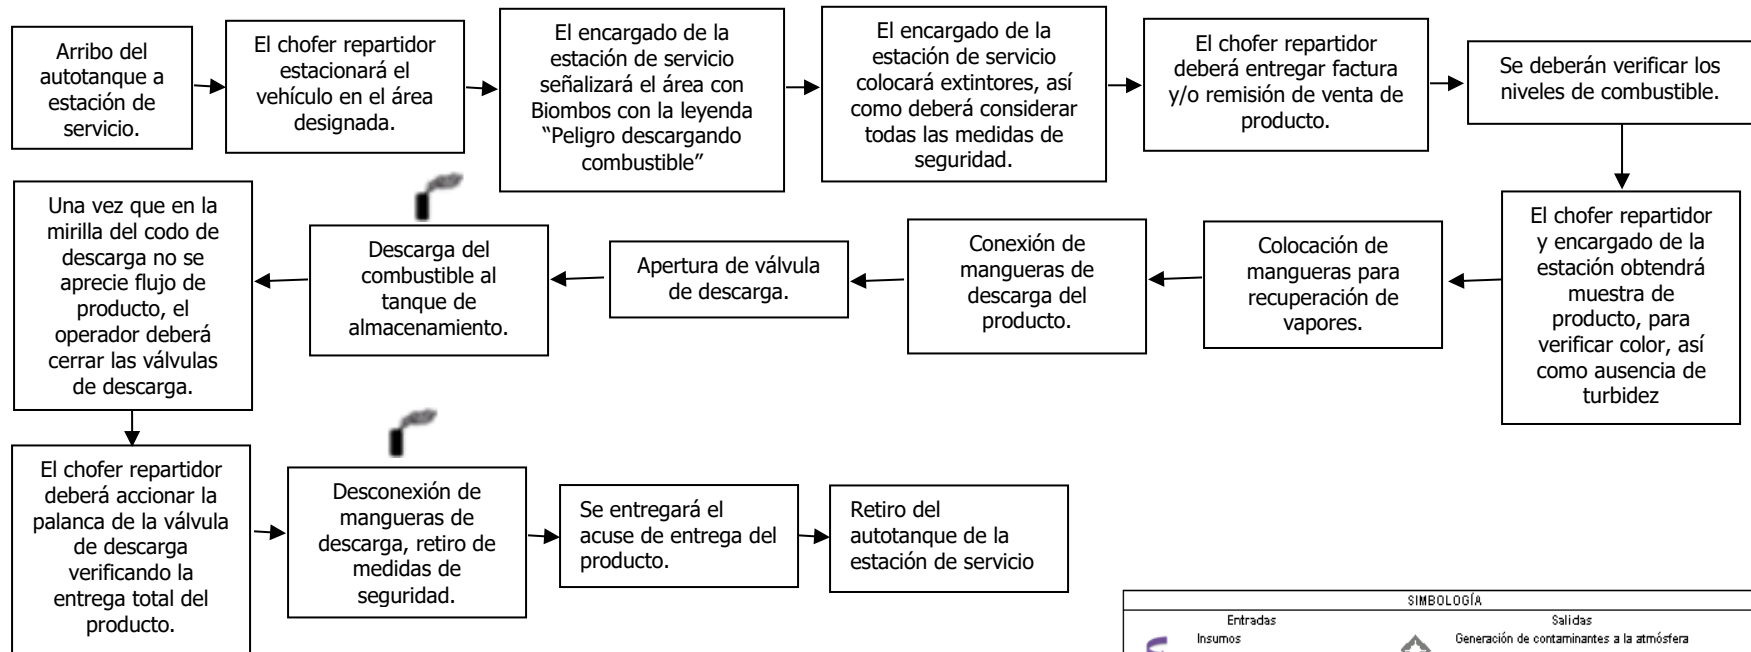 Arribo del
autotanque a
estación de
servicio.
El chofer repartidor
estacionará el
vehículo en el área
designada.
El encargado de la
estación de servicio
señalizará el área con
Biombos con la leyenda
“Peligro descargando
combustible”
El encargado de la
estación de servicio
colocará extintores, así
como deberá considerar
todas las medidas de
seguridad.
El chofer repartidor
deberá entregar factura
y/o remisión de venta de
producto.
Se deberán verificar los
niveles de combustible.
El chofer repartidor
y encargado de la
estación obtendrá
muestra de
producto, para
verificar color, así
como ausencia de
turbidez
Colocación de
mangueras para
recuperación de
vapores.
Conexión de
mangueras de
descarga del
producto.
Apertura de válvula
de descarga.
Descarga del
combustible al
tanque de
almacenamiento.
Una vez que en la
mirilla del codo de
descarga no se
aprecie flujo de
producto, el
operador deberá
cerrar las válvulas
de descarga.
El chofer repartidor
deberá accionar la
palanca de la válvula
de descarga
verificando la
entrega total del
producto.
Desconexión de
mangueras de
descarga, retiro de
medidas de
seguridad.
Se entregará el
acuse de entrega del
producto.
Retiro del
autotanque de la
estación de servicio
SIMBOLOGÍA
Entradas
Salidas
Insumos
Generación de contaminantes a la atmósfera